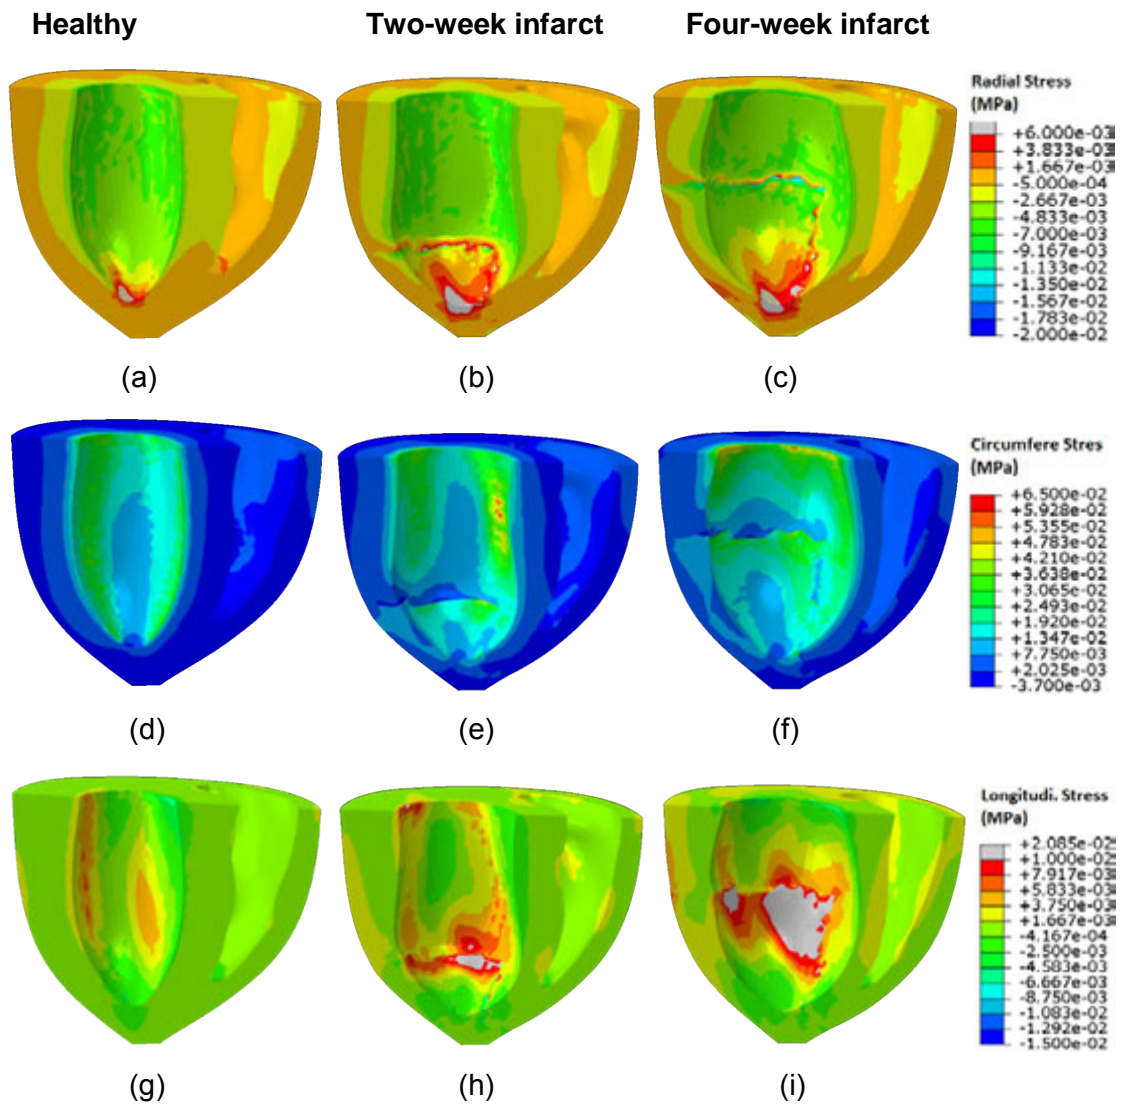 Healthy Two-week infarct Four-week infarct
Radial Stress
(MPa)
+6.000e-03
+3.833e-03
+1.667e-03
-5.000e-04
-2.667e-03
-4.833e-03
-7.000e-03
-9.167e-03
-1.133e-02
-1.350e-02
-1.567e-02
-1.783e-02
-2.000e-02
(a) (b) (c)
Circumfere Stres
(MPa)
+6.500e-02
+5.928e-02
+5.355e-02
+4.783e-02
+4.210e-02
+3.638e-02
+3.065e-02
+2.493e-02
+1.920e-02
+1.347e-02
+7.750e-03
+2.025e-03
-3.700e-03
(d) (e) (f)
Longitudi. Stress
(MPa)
+2.085e-02
+1.000e-02
+7.917e-03
+5.833e-03
+3.750e-03
+1.667e-03
-4.167e-04
-2.500e-03
-4.583e-03
-6.667e-03
-8.750e-03
-1.083e-02
-1.292e-02
-1.500e-02
(g) (h) (i)